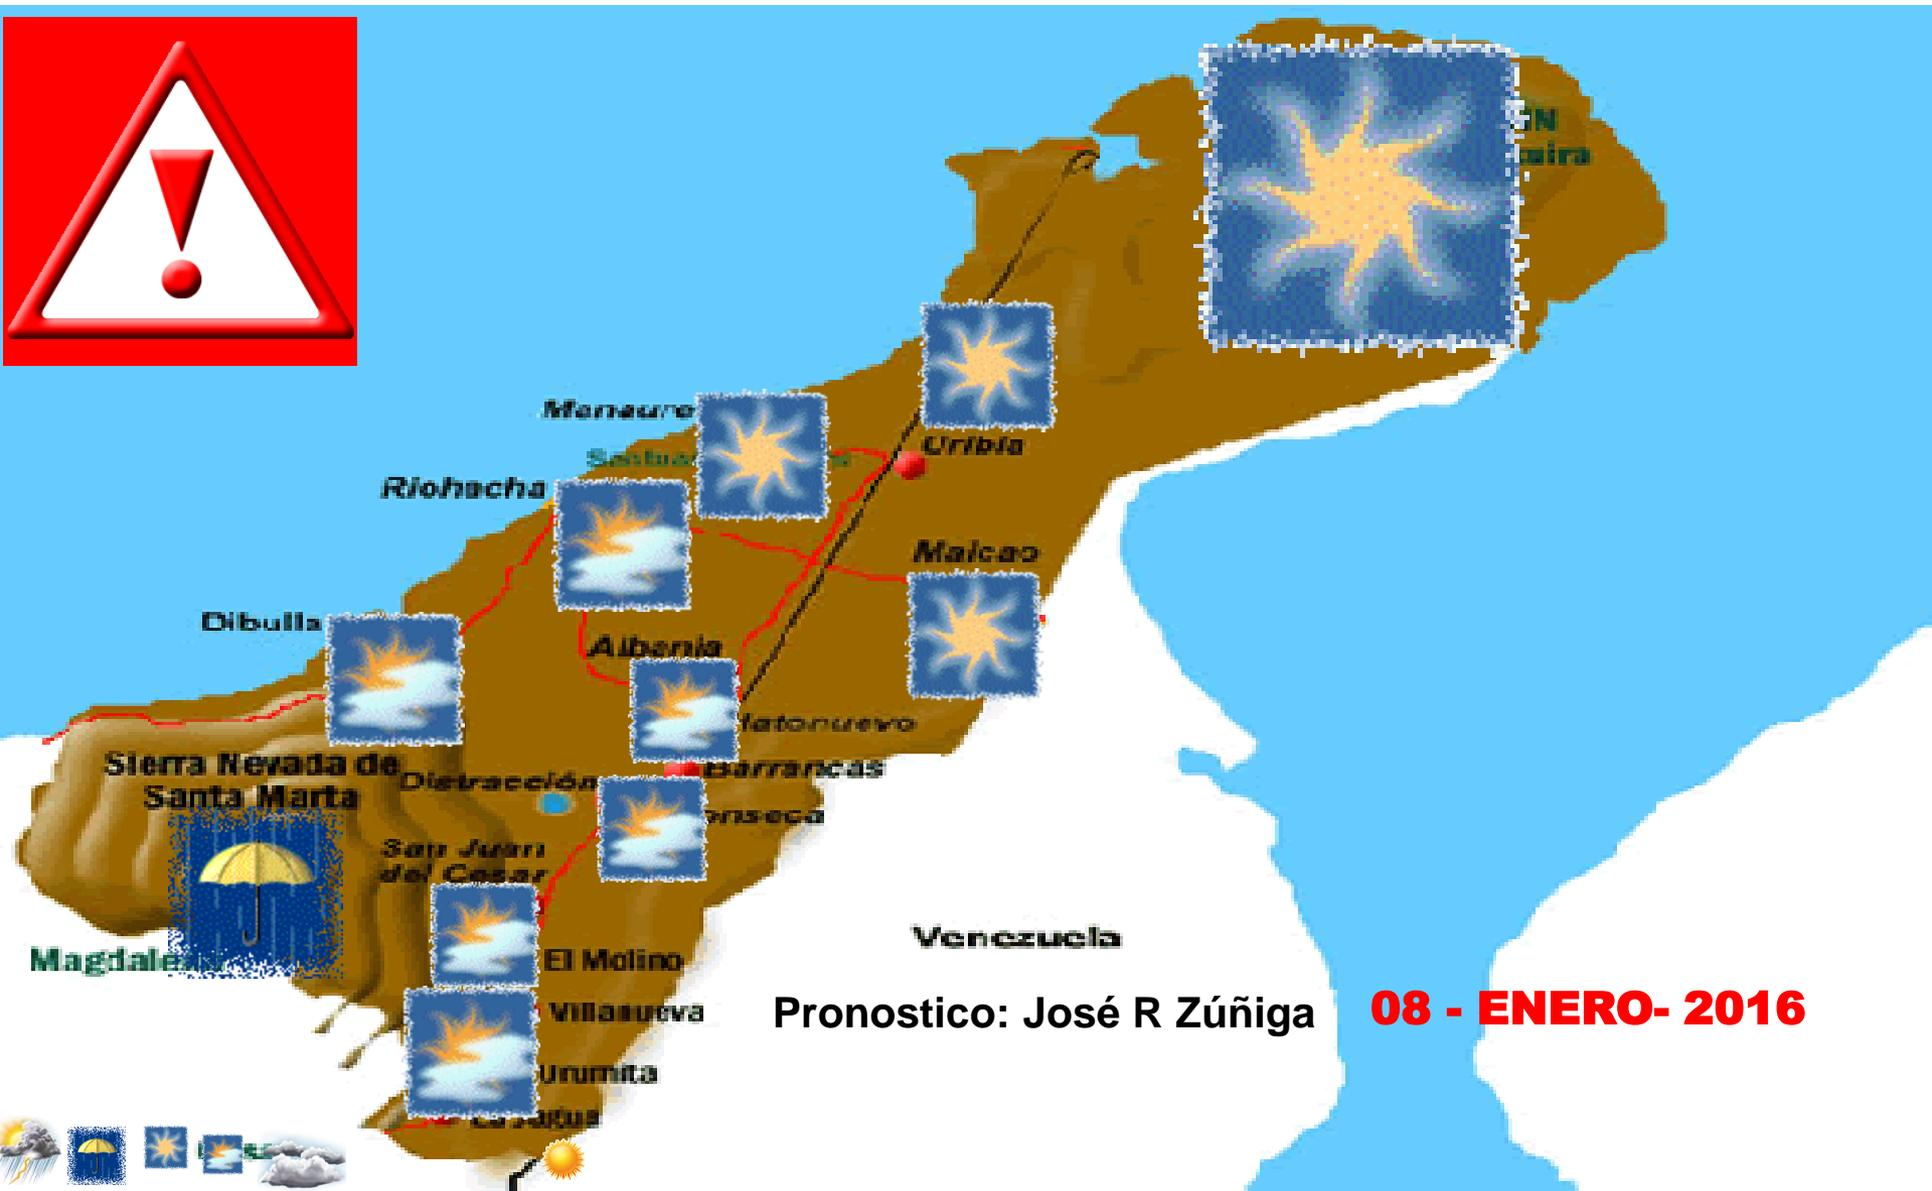 Manaure
Uribia
Riohacha
Maicao
Dibulla
Albania
Hatonuevo
Sierra Nevada de
Santa Marta
Distracción
Barrancas
Fonseca
San Juan
del Cesar
Venezuela
El Molino
Pronostico: José R Zúñiga
08 - ENERO- 2016
Villanueva
Urumita